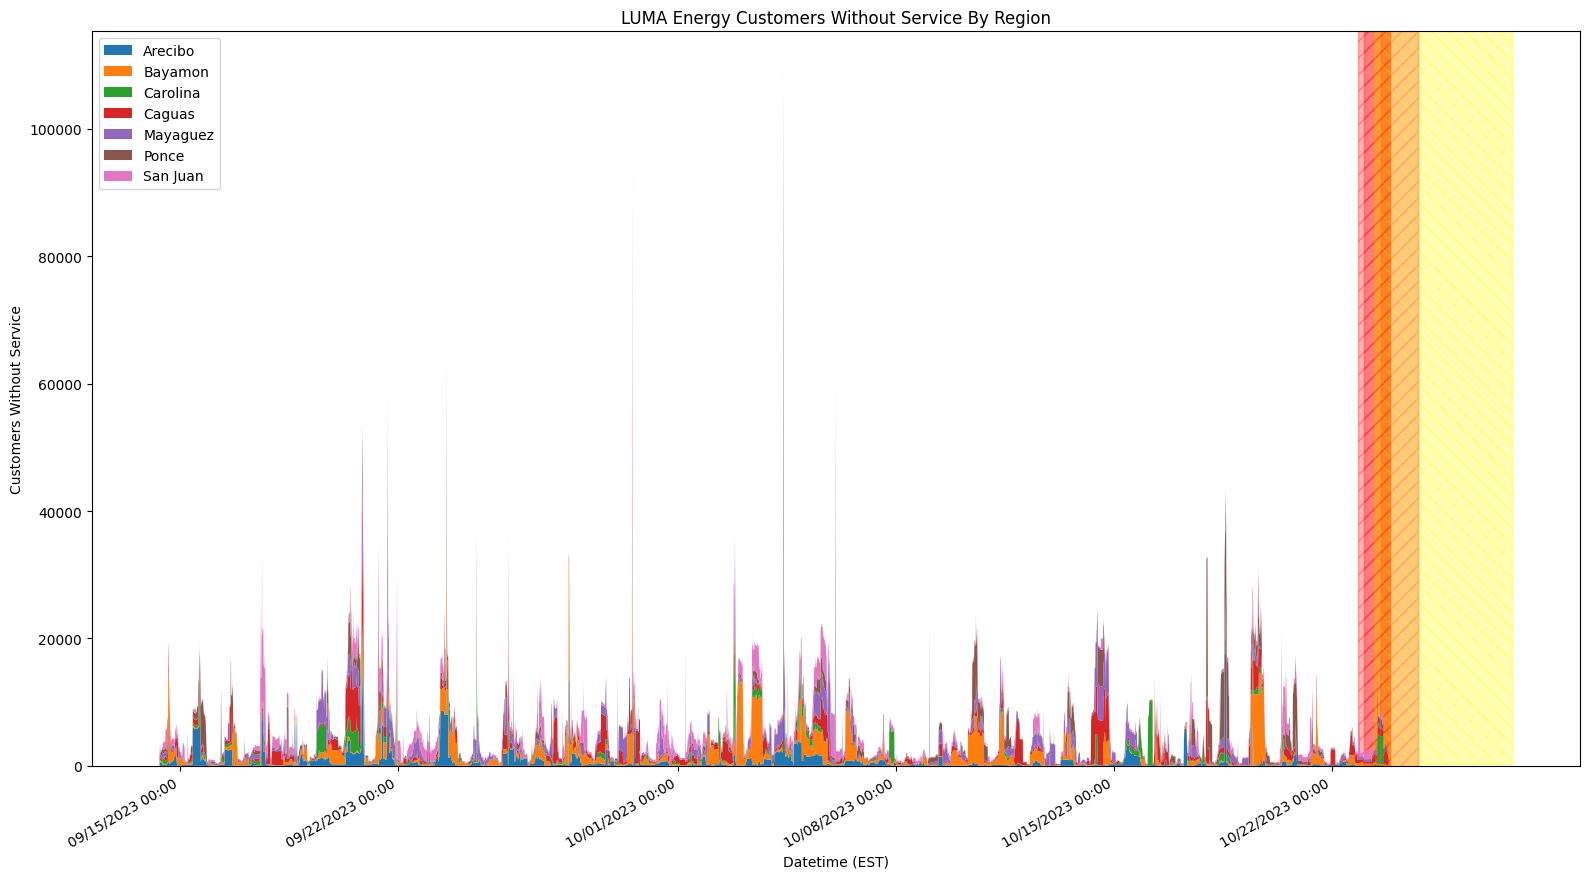 LUMA Energy Customers Without Service By Region
Arecibo
Bayamon
Carolina
Caguas
Mayaguez
Ponce
San Juan
100000
80000
60000
40000
20000
0
Customers Without Service
09/15/2023 00:00
09/22/2023 00:00
10/01/2023 00:00
10/08/2023 00:00
10/15/2023 00:00
10/22/2023 00:00
Datetime (EST)